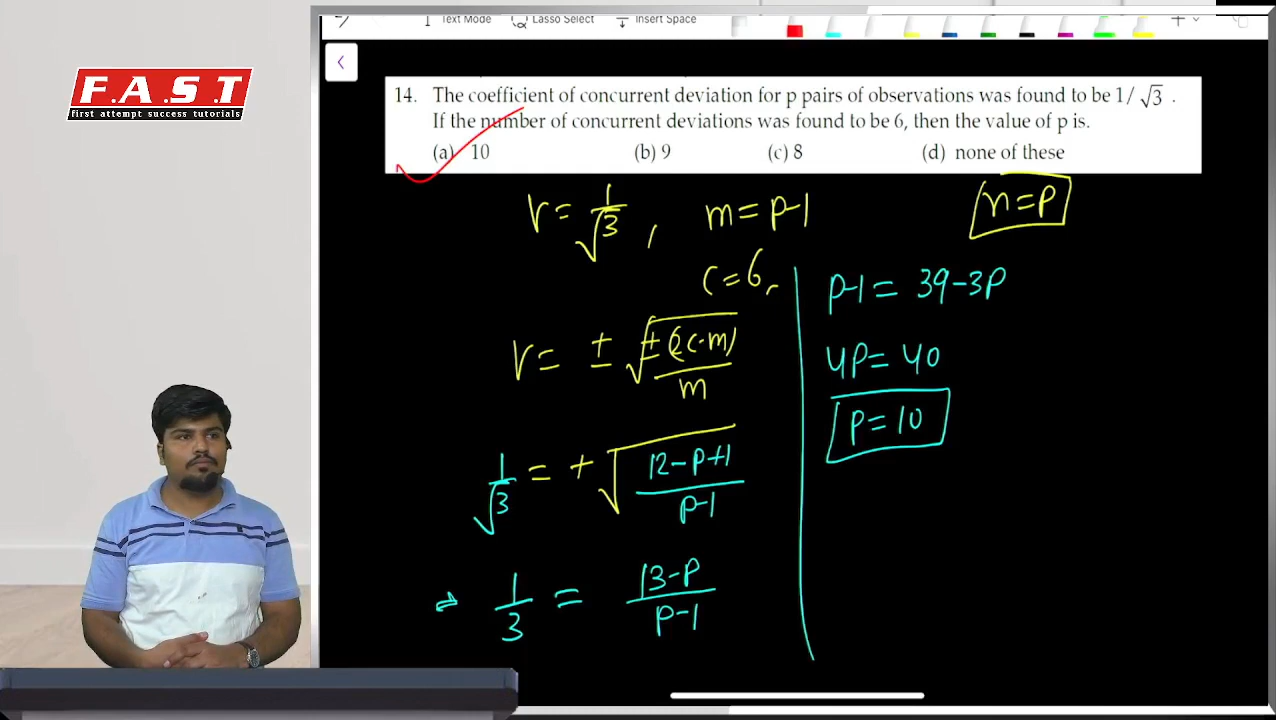 Text Mode Lasso Select Insert Space
F.A.S.T
first attempt success tutorials
14. The coefficient of concurrent deviation for p pairs of observations was found to be 1/√3 .
If the number of concurrent deviations was found to be 6, then the value of p is.
(a) 10 (b) 9 (c) 8 (d) none of these
r = 1/√3 , m = p-1
n = p
c = 6,
r = ± √(± (2c-m)/m)
1/√3 = + √((12-p+1)/(p-1))
⇒ 1/3 = (13-p)/(p-1)
p-1 = 39-3p
4p = 40
p = 10